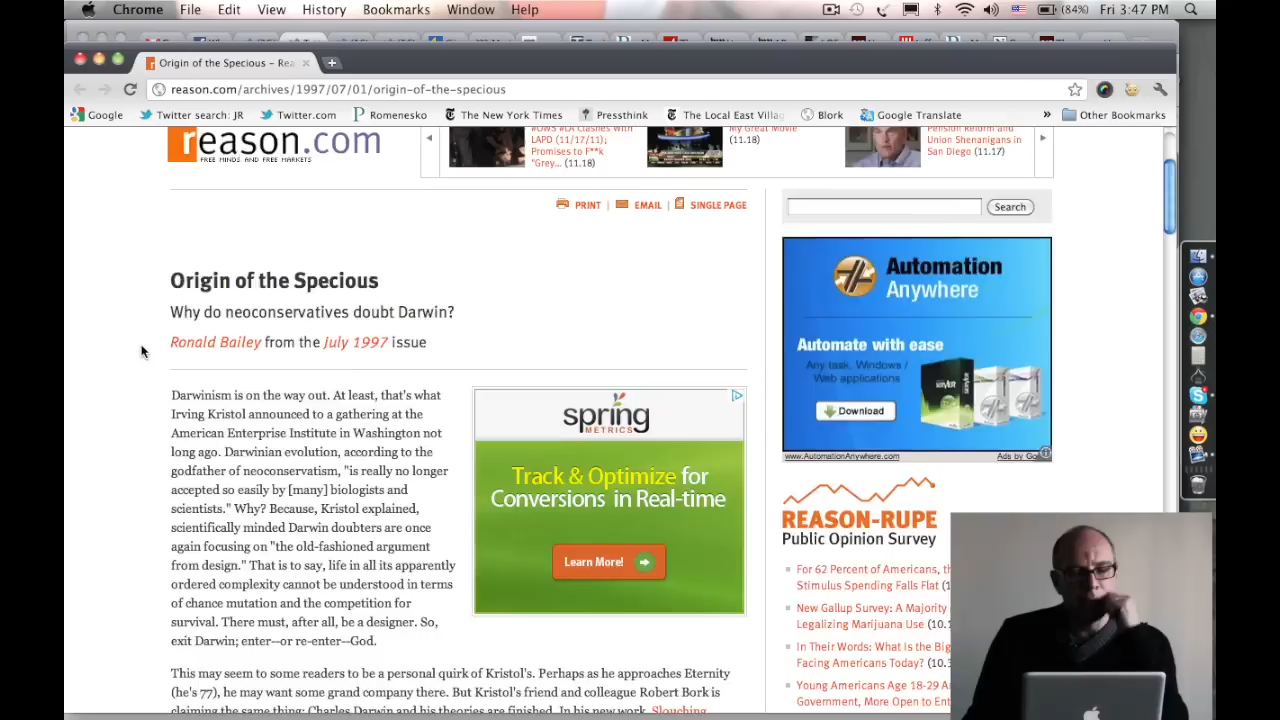 Chrome File Edit View History Bookmarks Window Help (84%) Fri 3:47 PM
Origin of the Specious – Rea
reason.com/archives/1997/07/01/origin-of-the-specious
Google Twitter search: JR Twitter.com Romenesko The New York Times Pressthink The Local East Villag Blork Google Translate » Other Bookmarks
reason.com
FREE MINDS AND FREE MARKETS
#OWS #LA Clashes With
LAPD (11/17/11);
Promises to F**k
"Grey... (11.18)
My Great Movie
(11.18)
Pension Reform and
Union Shenanigans in
San Diego (11.17)
PRINT | EMAIL | SINGLE PAGE
Search
Origin of the Specious
Why do neoconservatives doubt Darwin?
Ronald Bailey from the July 1997 issue
Darwinism is on the way out. At least, that's what
Irving Kristol announced to a gathering at the
American Enterprise Institute in Washington not
long ago. Darwinian evolution, according to the
godfather of neoconservatism, "is really no longer
accepted so easily by [many] biologists and
scientists." Why? Because, Kristol explained,
scientifically minded Darwin doubters are once
again focusing on "the old-fashioned argument
from design." That is to say, life in all its apparently
ordered complexity cannot be understood in terms
of chance mutation and the competition for
survival. There must, after all, be a designer. So,
exit Darwin; enter--or re-enter--God.
This may seem to some readers to be a personal quirk of Kristol's. Perhaps as he approaches Eternity
(he's 77), he may want some grand company there. But Kristol's friend and colleague Robert Bork is
claiming the same thing: Charles Darwin and his theories are finished. In his new work, Slouching
spring
METRICS
Track & Optimize for
Conversions in Real-time
Learn More!
Automation
Anywhere
Automate with ease
Any task, Windows /
Web applications
Download
www.AutomationAnywhere.com Ads by Go
REASON-RUPE
Public Opinion Survey
For 62 Percent of Americans, th
Stimulus Spending Falls Flat (1
New Gallup Survey: A Majority
Legalizing Marijuana Use (10.1
In Their Words: What Is the Big
Facing Americans Today? (10.3
Young Americans Age 18-29 A
Government, More Open to Ent